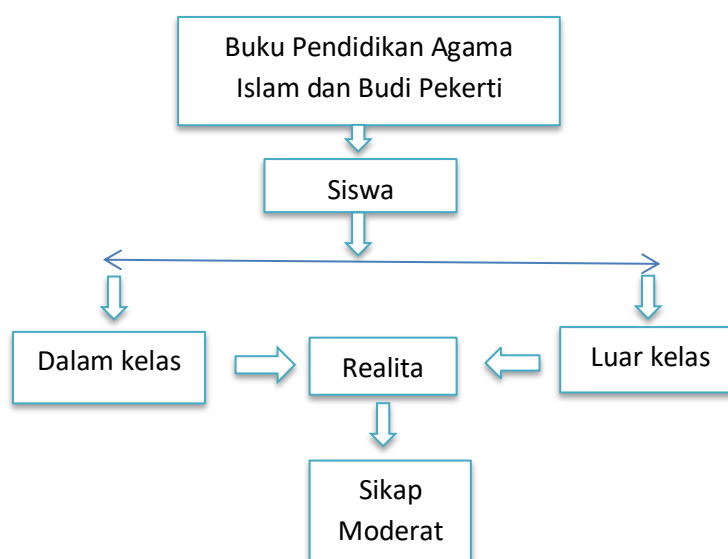 Buku Pendidikan Agama
Islam dan Budi Pekerti
Siswa
Dalam kelas
Realita
Luar kelas
Sikap
Moderat